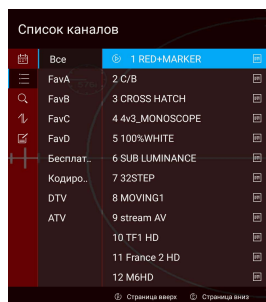 Список каналов
Все
FavA
FavB
FavC
FavD
Бесплат..
Кодиро..
DTV
ATV
1 RED+MARKER
2 C/B
3 CROSS HATCH
4 4v3_MONOSCOPE
5 100%WHITE
6 SUB LUMINANCE
7 32STEP
8 MOVING1
9 stream AV
10 TF1 HD
11 France 2 HD
12 M6HD
Страница вверх Страница вниз